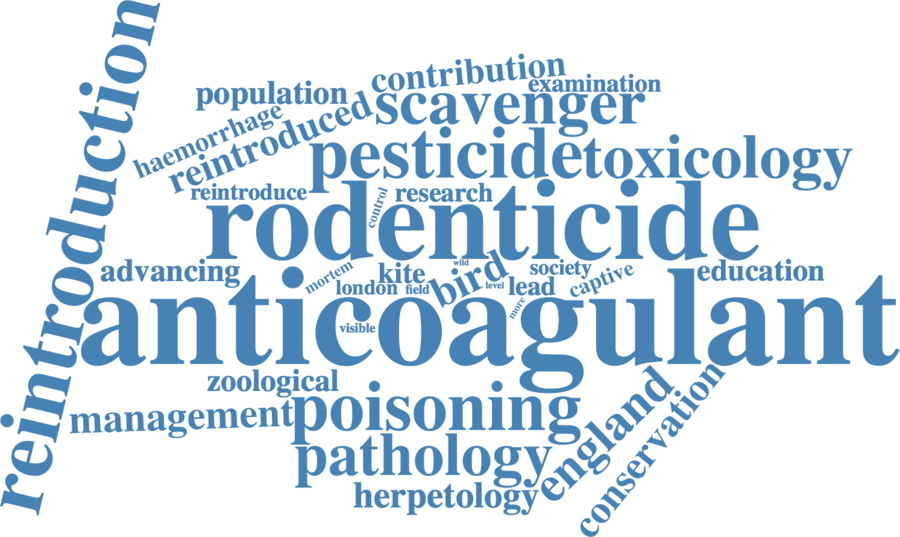 reintroduction
contribution
examination
population
scavenger
haemorrhage
reintroduced
pesticide
toxicology
reintroduce
control
research
rodenticide
advancing
mortem
kite
wild
bird
society
captive
education
london
field
level
lead
more
anticoagulant
visible
zoological
management
poisoning
england
conservation
pathology
herpetology